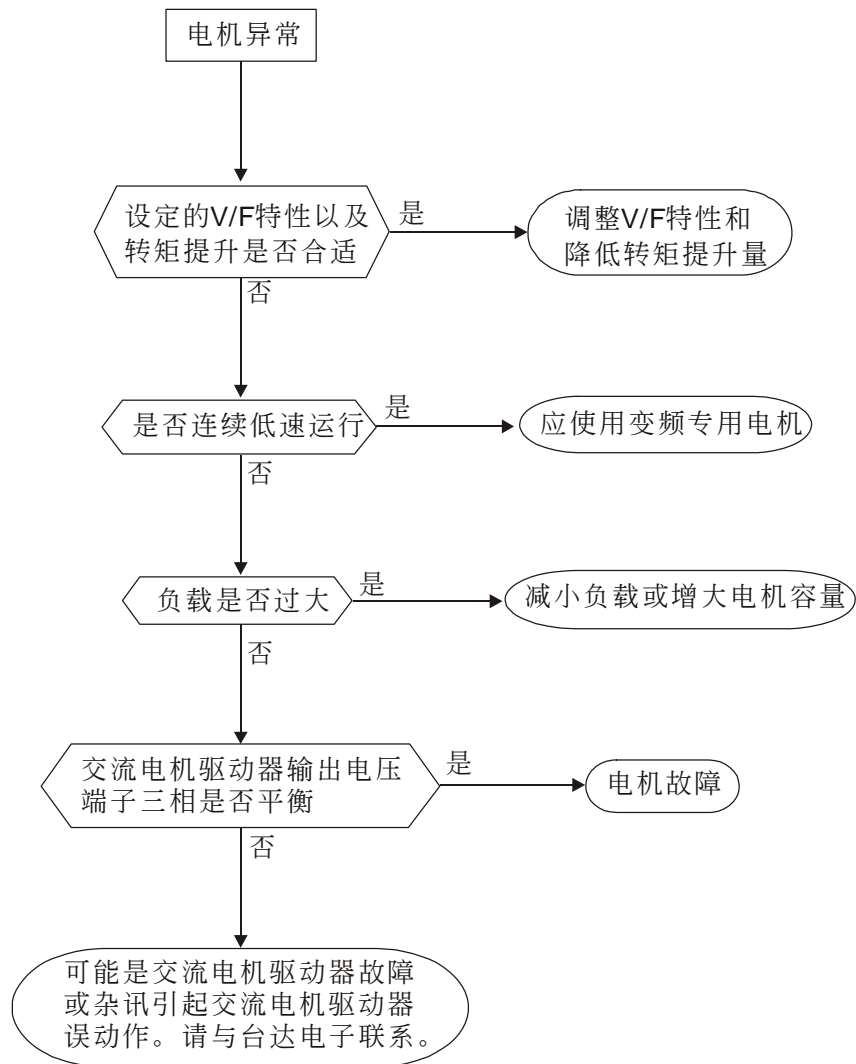 电机异常
设定的V/F特性以及
转矩提升是否合适
是
调整V/F特性和
降低转矩提升量
否
是否连续低速运行
是
应使用变频专用电机
否
负载是否过大
是
减小负载或增大电机容量
否
交流电机驱动器输出电压
端子三相是否平衡
是
电机故障
否
可能是交流电机驱动器故障
或杂讯引起交流电机驱动器
误动作。请与台达电子联系。